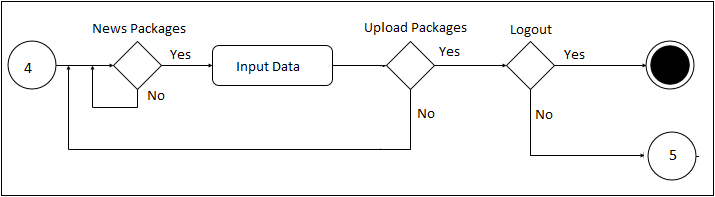 News Packages
Upload Packages
Logout
4
Yes
Input Data
Yes
Yes
No
No
No
5